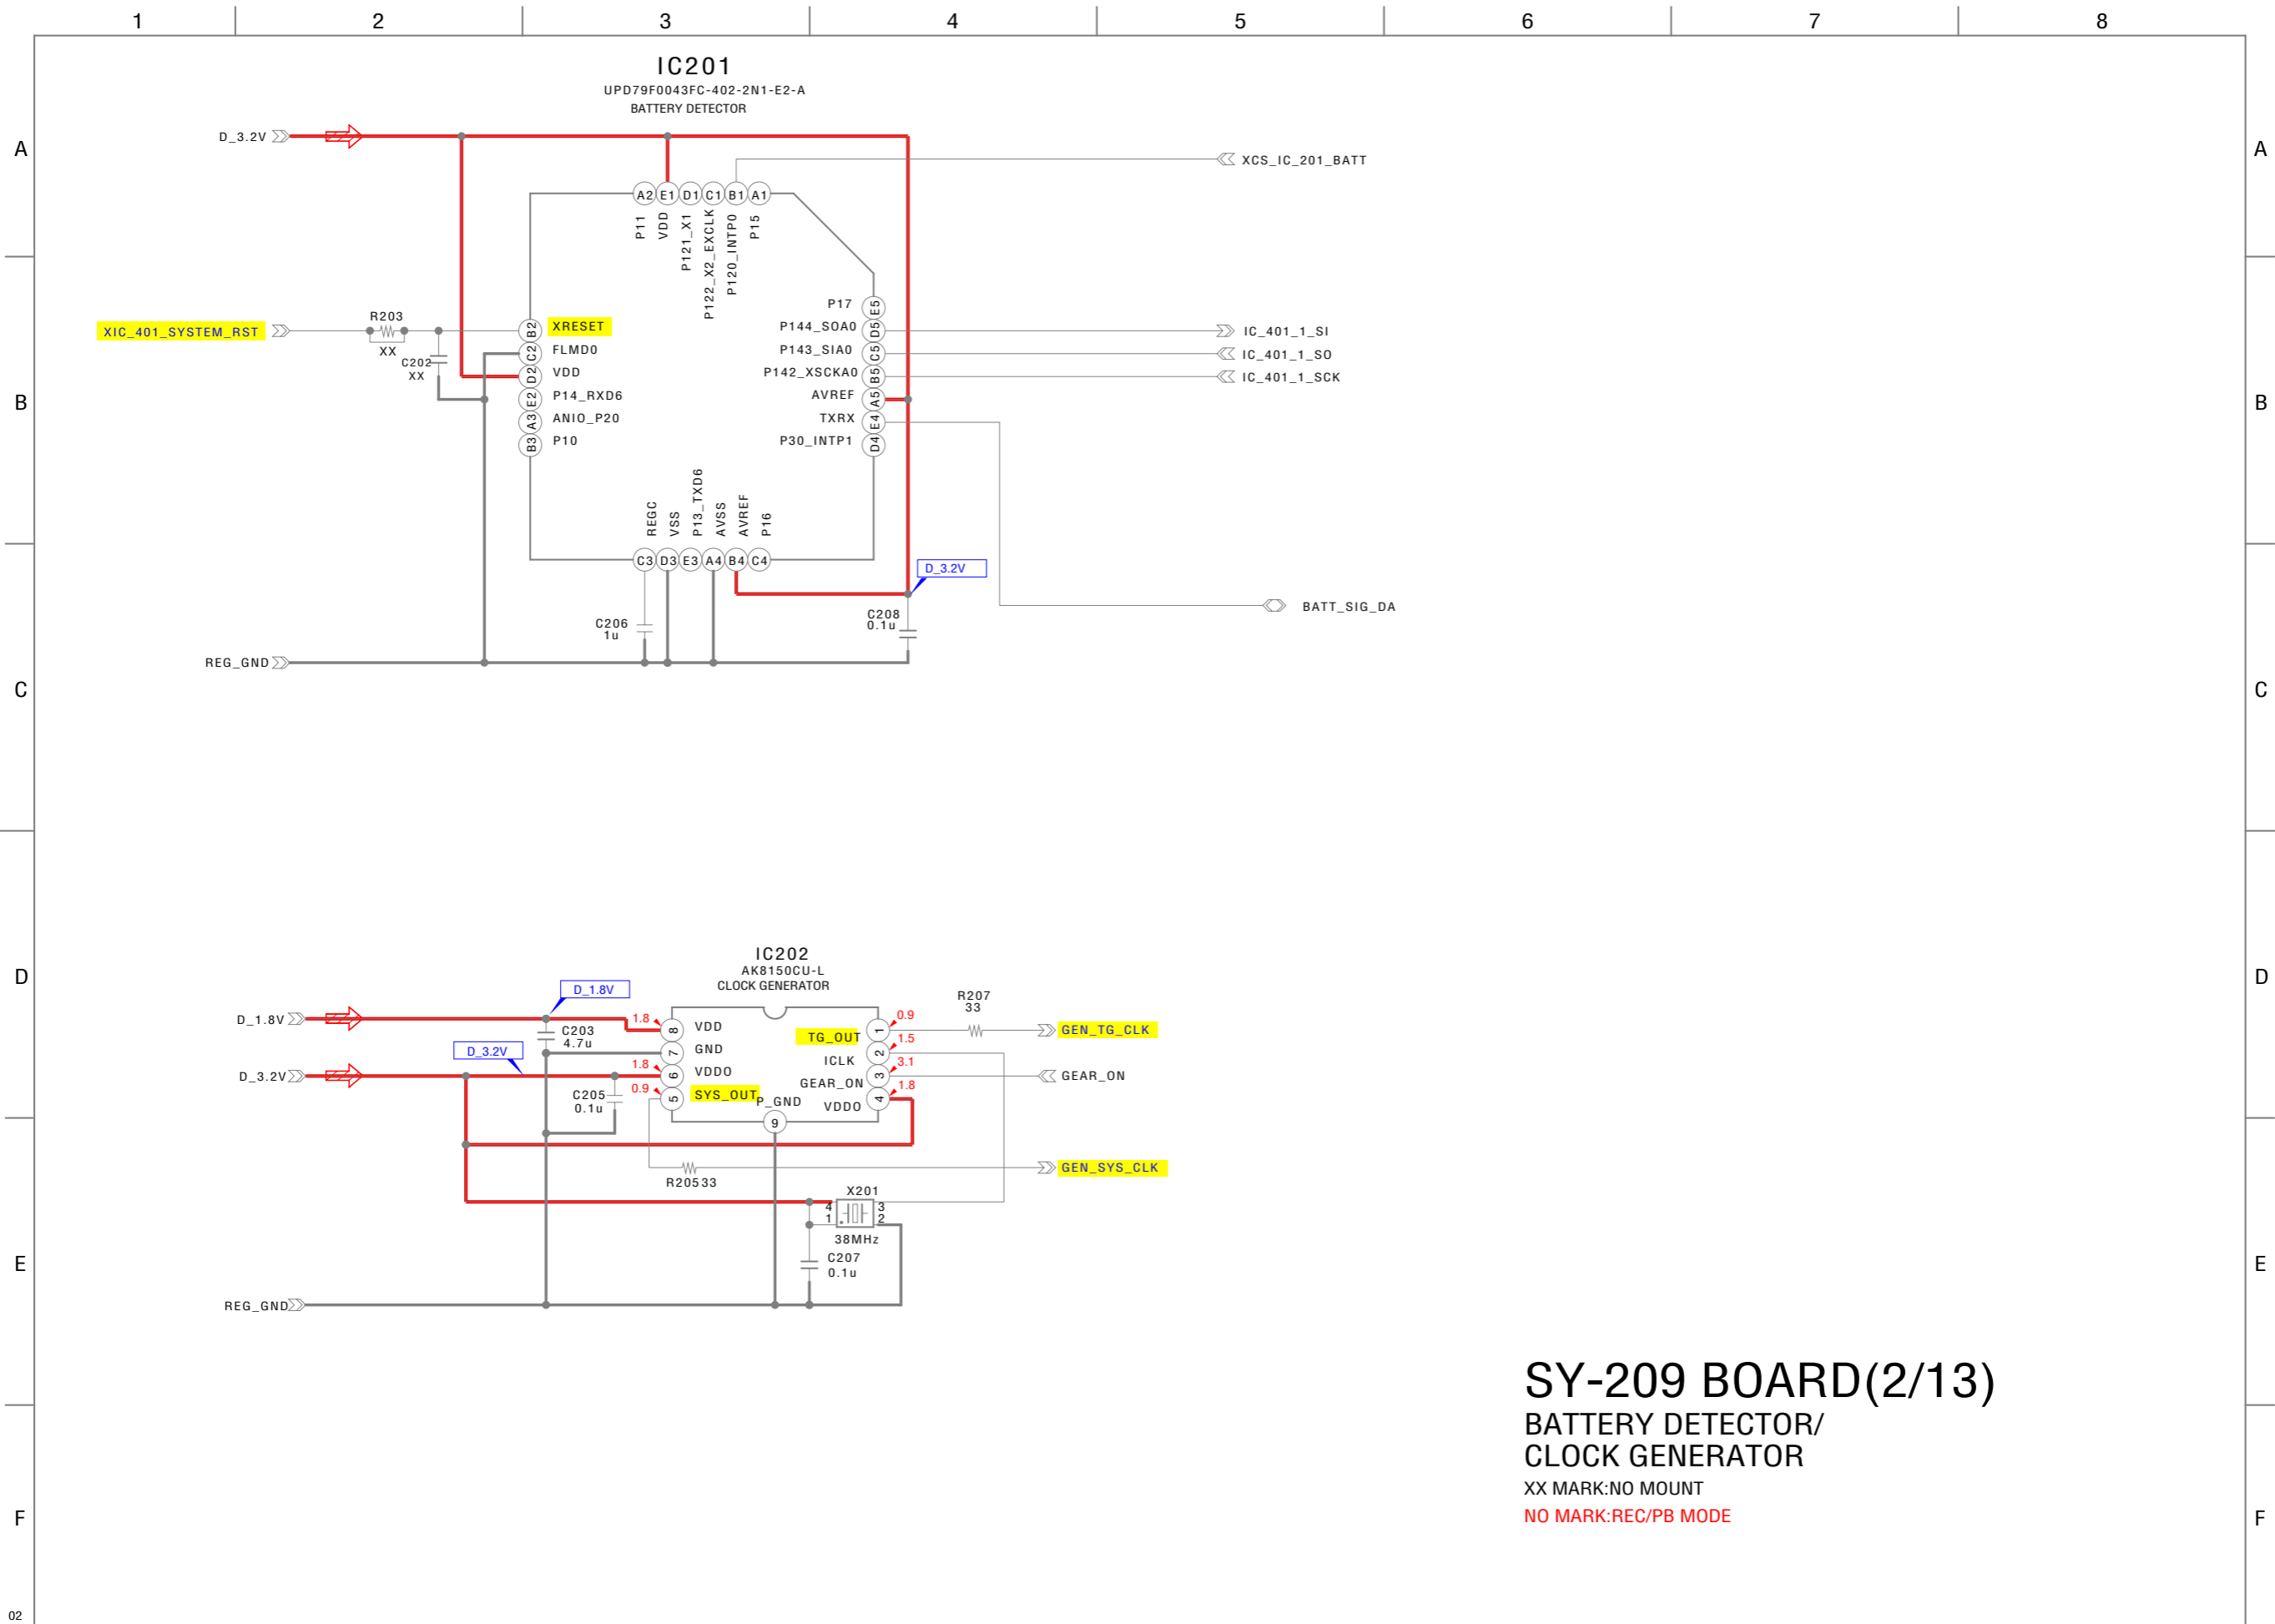 1 2 3 4 5 6 7 8
IC201
UPD79F0043FC-402-2N1-E2-A
BATTERY DETECTOR
D_3.2V
A
A
XCS_IC_201_BATT
A2 E1 D1 C1 B1 A1
P11
VDD
P121_X1
P122_X2_EXCLK
P120_INTP0
P15
P17 E5
XIC_401_SYSTEM_RST
R203
XX
C202
XX
B2 XRESET
C2 FLMD0
D2 VDD
E2 P14_RXD6
A3 ANIO_P20
B3 P10
P144_SOA0 D5
IC_401_1_SI
P143_SIA0 C5
IC_401_1_SO
P142_XSCKA0 B5
IC_401_1_SCK
AVREF A5
TXRX E4
P30_INTP1 D4
B
B
REGC
VSS
P13_TXD6
AVSS
AVREF
P16
C3 D3 E3 A4 B4 C4
D_3.2V
C206
1u
C208
0.1u
BATT_SIG_DA
REG_GND
C
C
IC202
AK8150CU-L
CLOCK GENERATOR
D
D
D_1.8V
D_1.8V
C203
4.7u
1.8
8 VDD
7 GND
1.8
6 VDDO
0.9
5 SYS_OUT
P_GND
9
TG_OUT 1
0.9
ICLK 2
1.5
GEAR_ON 3
3.1
VDDO 4
1.8
R207
33
GEN_TG_CLK
D_3.2V
D_3.2V
C205
0.1u
GEAR_ON
R205 33
GEN_SYS_CLK
X201
4 3
1 2
38MHz
C207
0.1u
E
E
REG_GND
SY-209 BOARD(2/13)
BATTERY DETECTOR/
CLOCK GENERATOR
XX MARK:NO MOUNT
NO MARK:REC/PB MODE
F
F
02